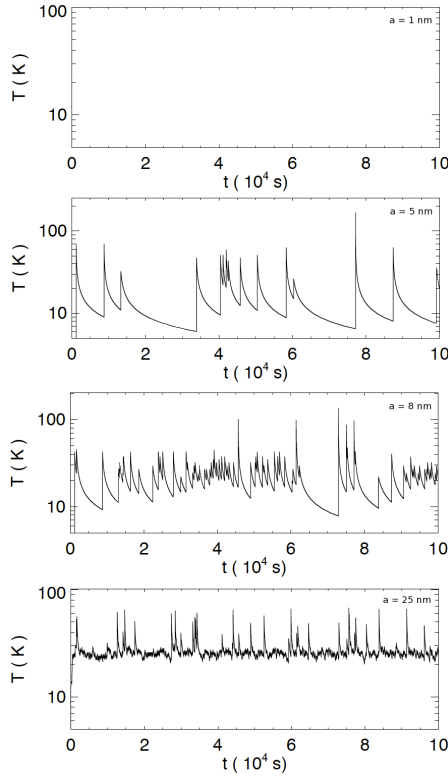 100
a = 1 nm
T ( K )
10
0 2 4 6 8 10
t ( 10⁴ s)
a = 5 nm
100
T ( K )
10
0 2 4 6 8 10
t ( 10⁴ s)
a = 8 nm
100
T ( K )
10
0 2 4 6 8 10
t ( 10⁴ s)
100
a = 25 nm
T ( K )
10
0 2 4 6 8 10
t ( 10⁴ s)